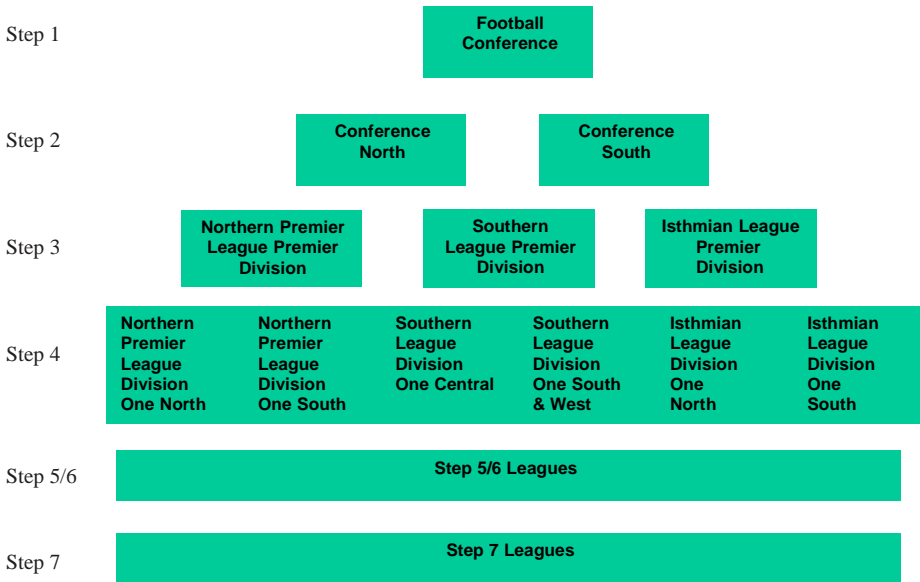 Step 1
Football
Conference
Step 2
Conference
North
Conference
South
Step 3
Northern Premier
League Premier
Division
Southern
League Premier
Division
Isthmian League
Premier
Division
Step 4
Northern
Premier
League
Division
One North
Northern
Premier
League
Division
One South
Southern
League
Division
One Central
Southern
League
Division
One South
& West
Isthmian
League
Division
One
North
Isthmian
League
Division
One
South
Step 5/6
Step 5/6 Leagues
Step 7
Step 7 Leagues